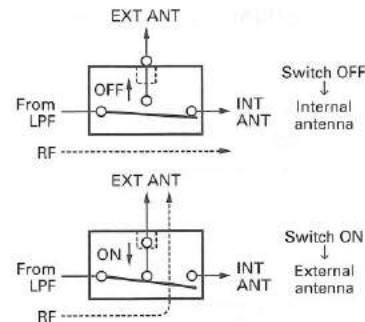 EXT ANT
OFF
From
LPF
INT
ANT
RF
Switch OFF
↓
Internal
antenna
EXT ANT
ON
From
LPF
INT
ANT
RF
Switch ON
↓
External
antenna